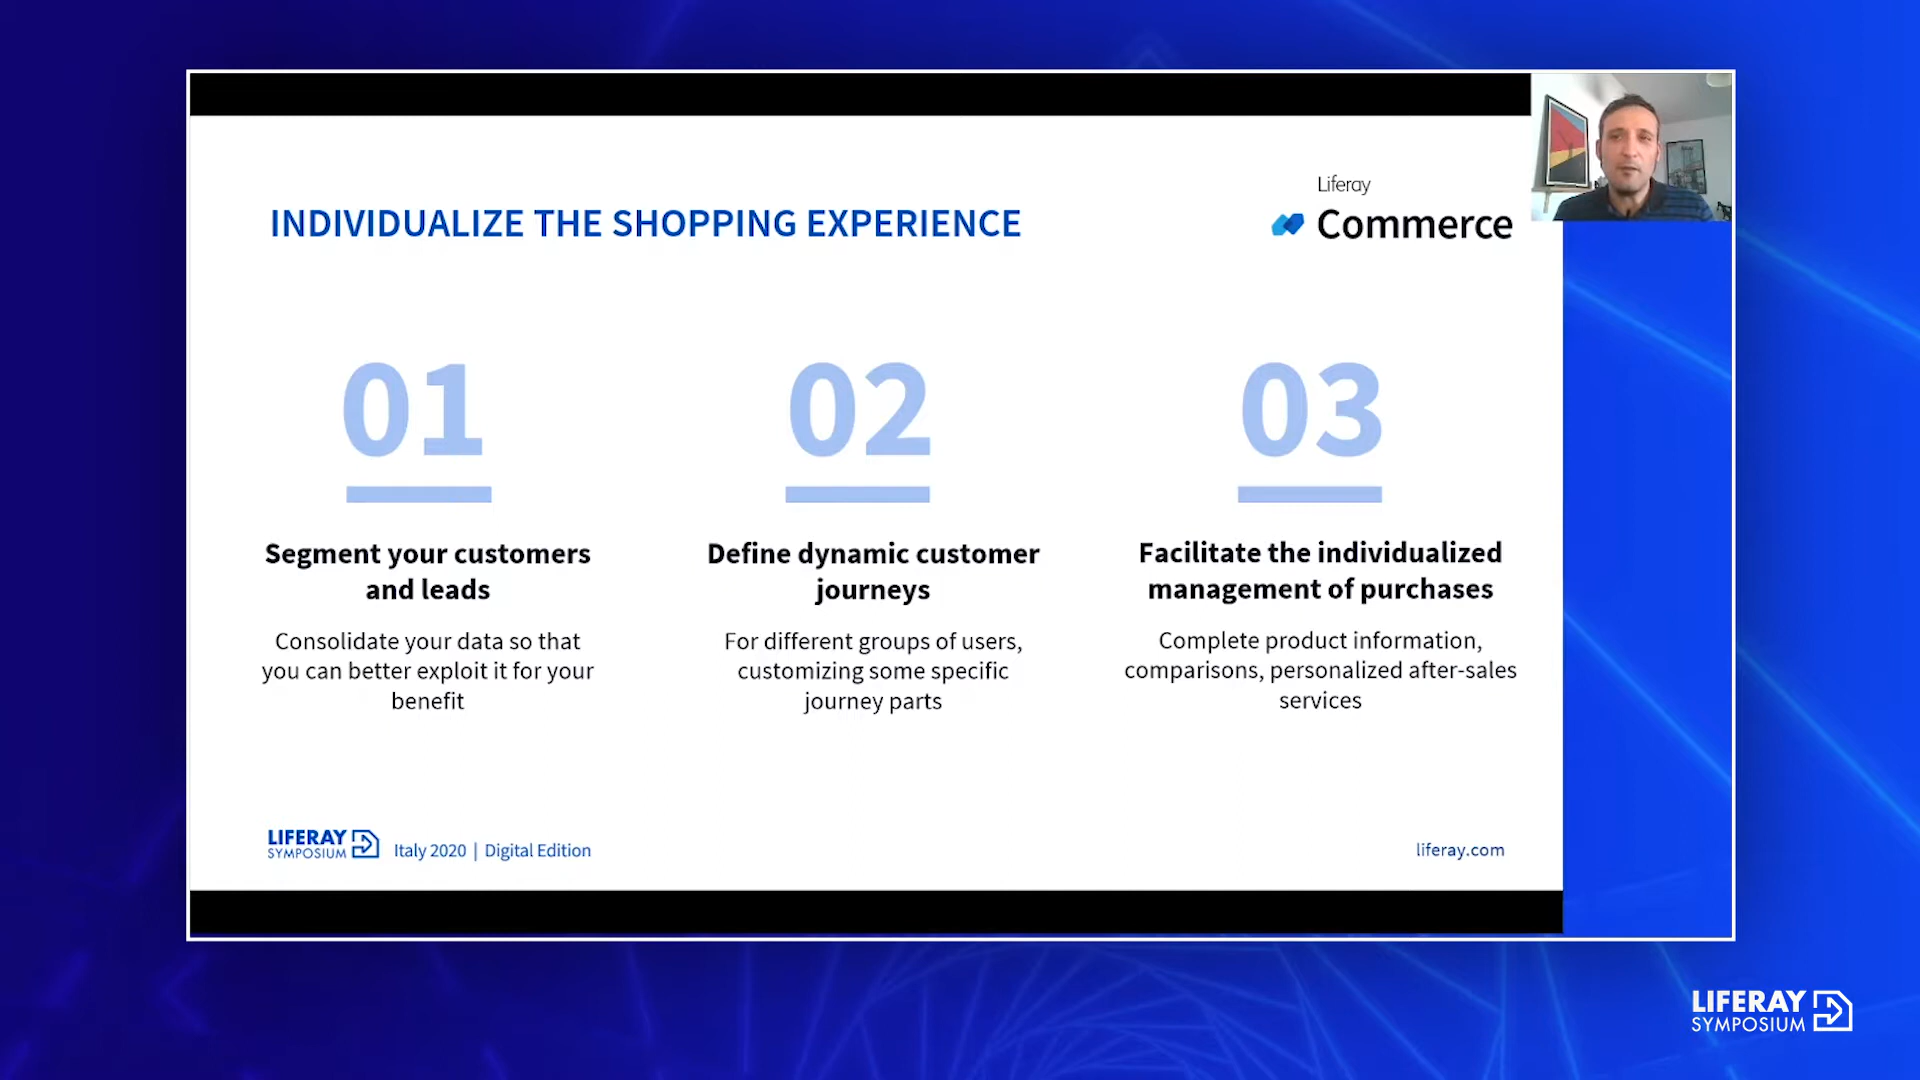 Liferay
Commerce
INDIVIDUALIZE THE SHOPPING EXPERIENCE
01
Segment your customers
and leads
Consolidate your data so that
you can better exploit it for your
benefit
02
Define dynamic customer
journeys
For different groups of users,
customizing some specific
journey parts
03
Facilitate the individualized
management of purchases
Complete product information,
comparisons, personalized after-sales
services
LIFERAY
SYMPOSIUM
Italy 2020 | Digital Edition
liferay.com
LIFERAY
SYMPOSIUM